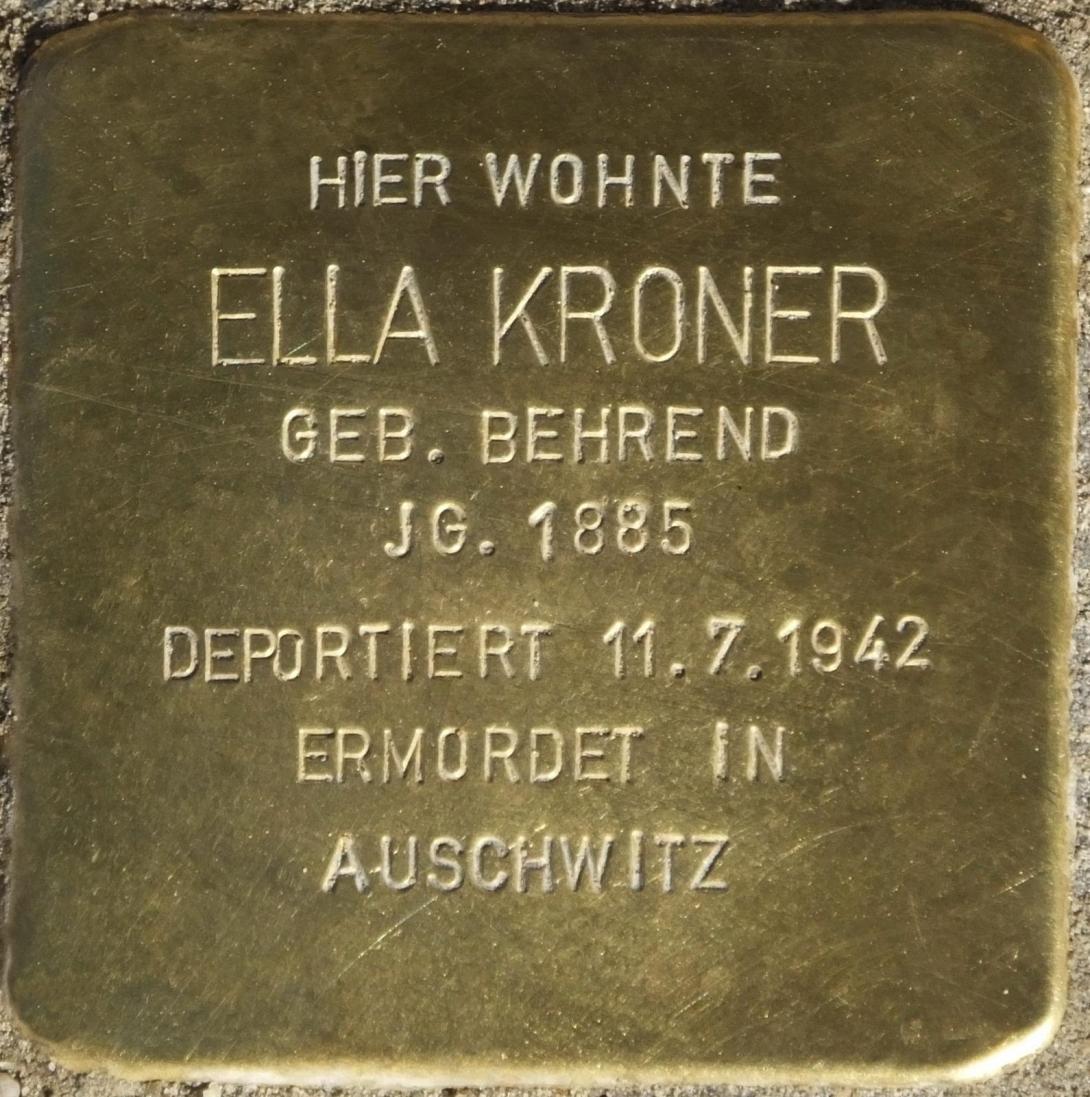 HIER WOHNTE
ELLA KRONER
GEB. BEHREND
JG. 1885
DEPORTIERT 11.7.1942
ERMORDET IN
AUSCHWITZ